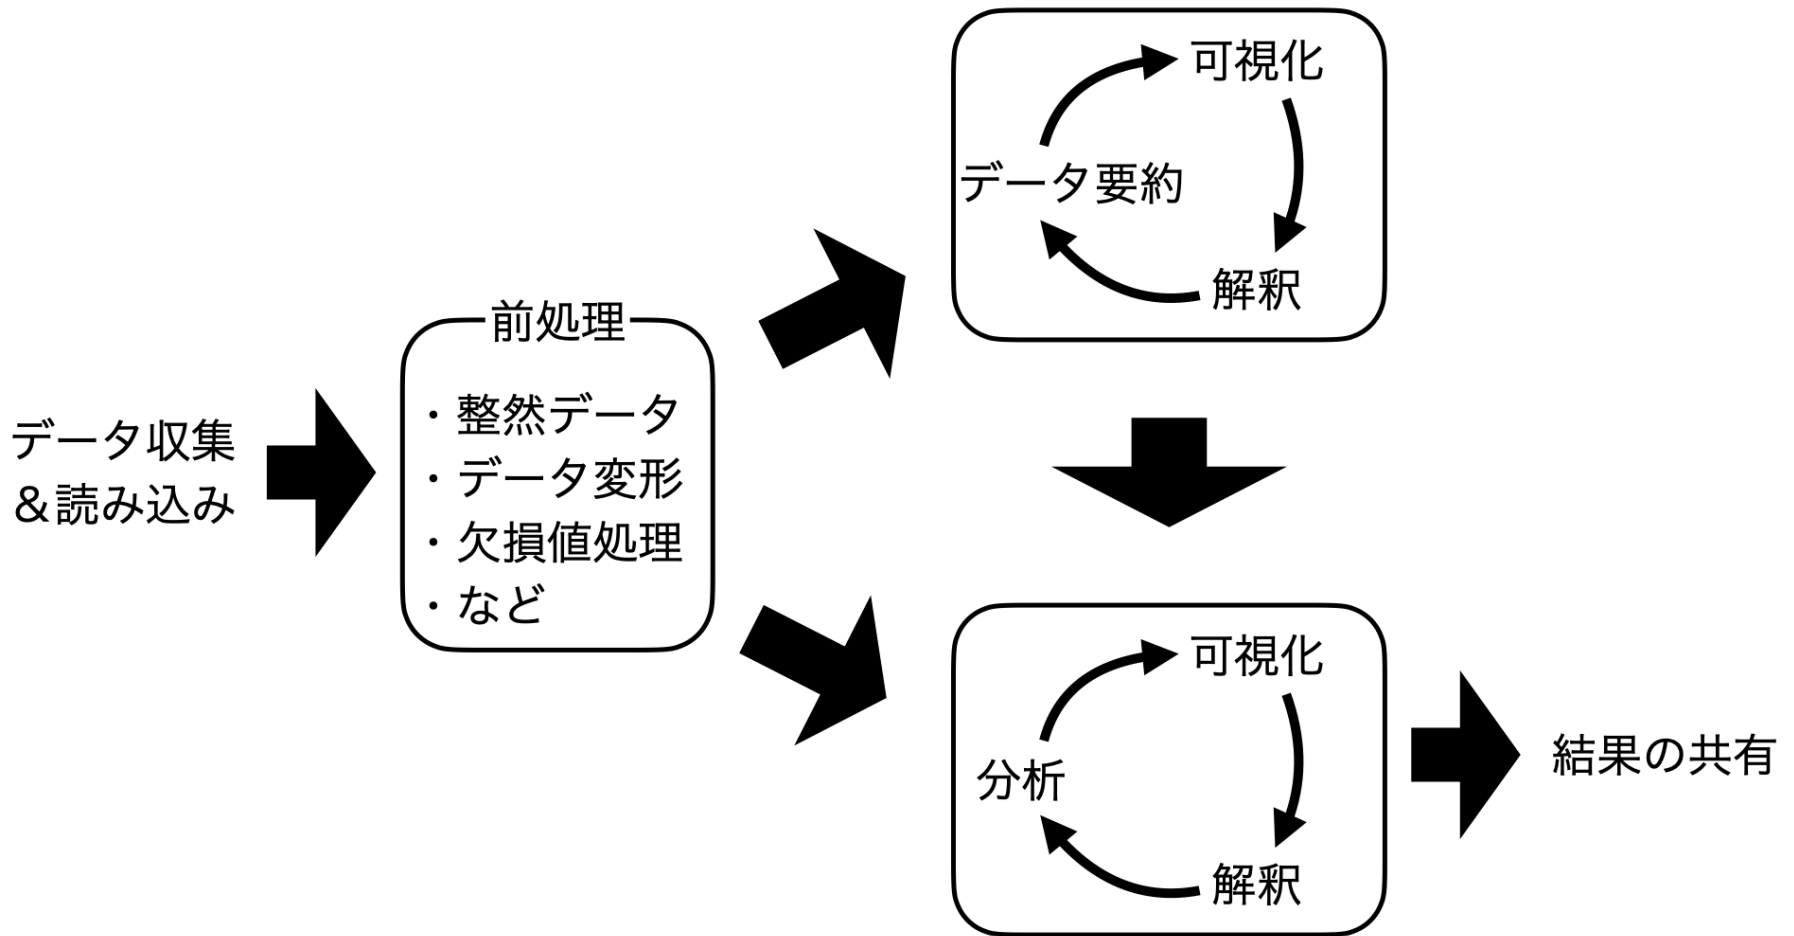 データ収集
＆読み込み
前処理
・整然データ
・データ変形
・欠損値処理
・など
可視化
データ要約
解釈
可視化
分析
解釈
結果の共有